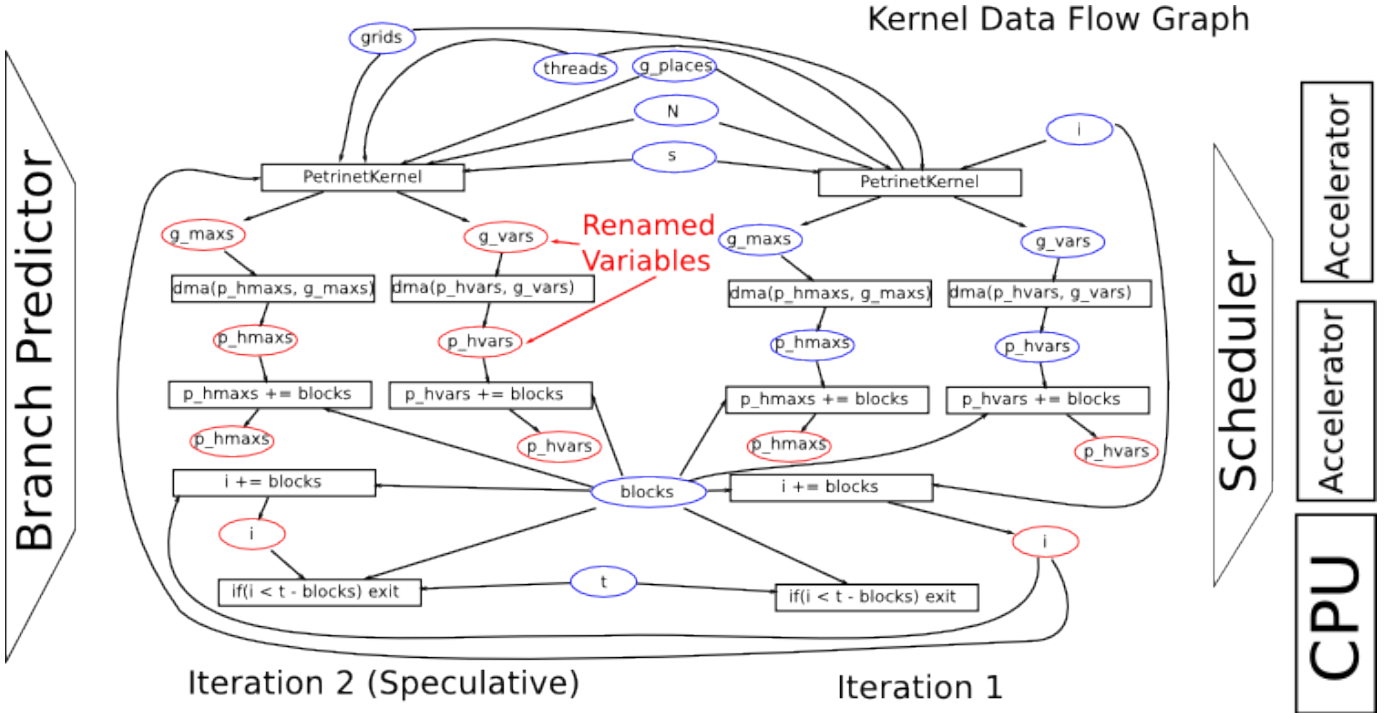 Kernel Data Flow Graph
Branch Predictor
grids
threads
g_places
N
s
i
PetrinetKernel
PetrinetKernel
g_maxs
g_vars
Renamed
Variables
g_maxs
g_vars
dma(p_hmaxs, g_maxs)
dma(p_hvars, g_vars)
dma(p_hmaxs, g_maxs)
dma(p_hvars, g_vars)
p_hmaxs
p_hvars
p_hmaxs
p_hvars
p_hmaxs += blocks
p_hvars += blocks
p_hmaxs += blocks
p_hvars += blocks
p_hmaxs
p_hvars
p_hmaxs
p_hvars
i += blocks
blocks
i += blocks
i
i
if(i < t - blocks) exit
t
if(i < t - blocks) exit
Iteration 2 (Speculative)
Iteration 1
Scheduler
Accelerator
Accelerator
CPU